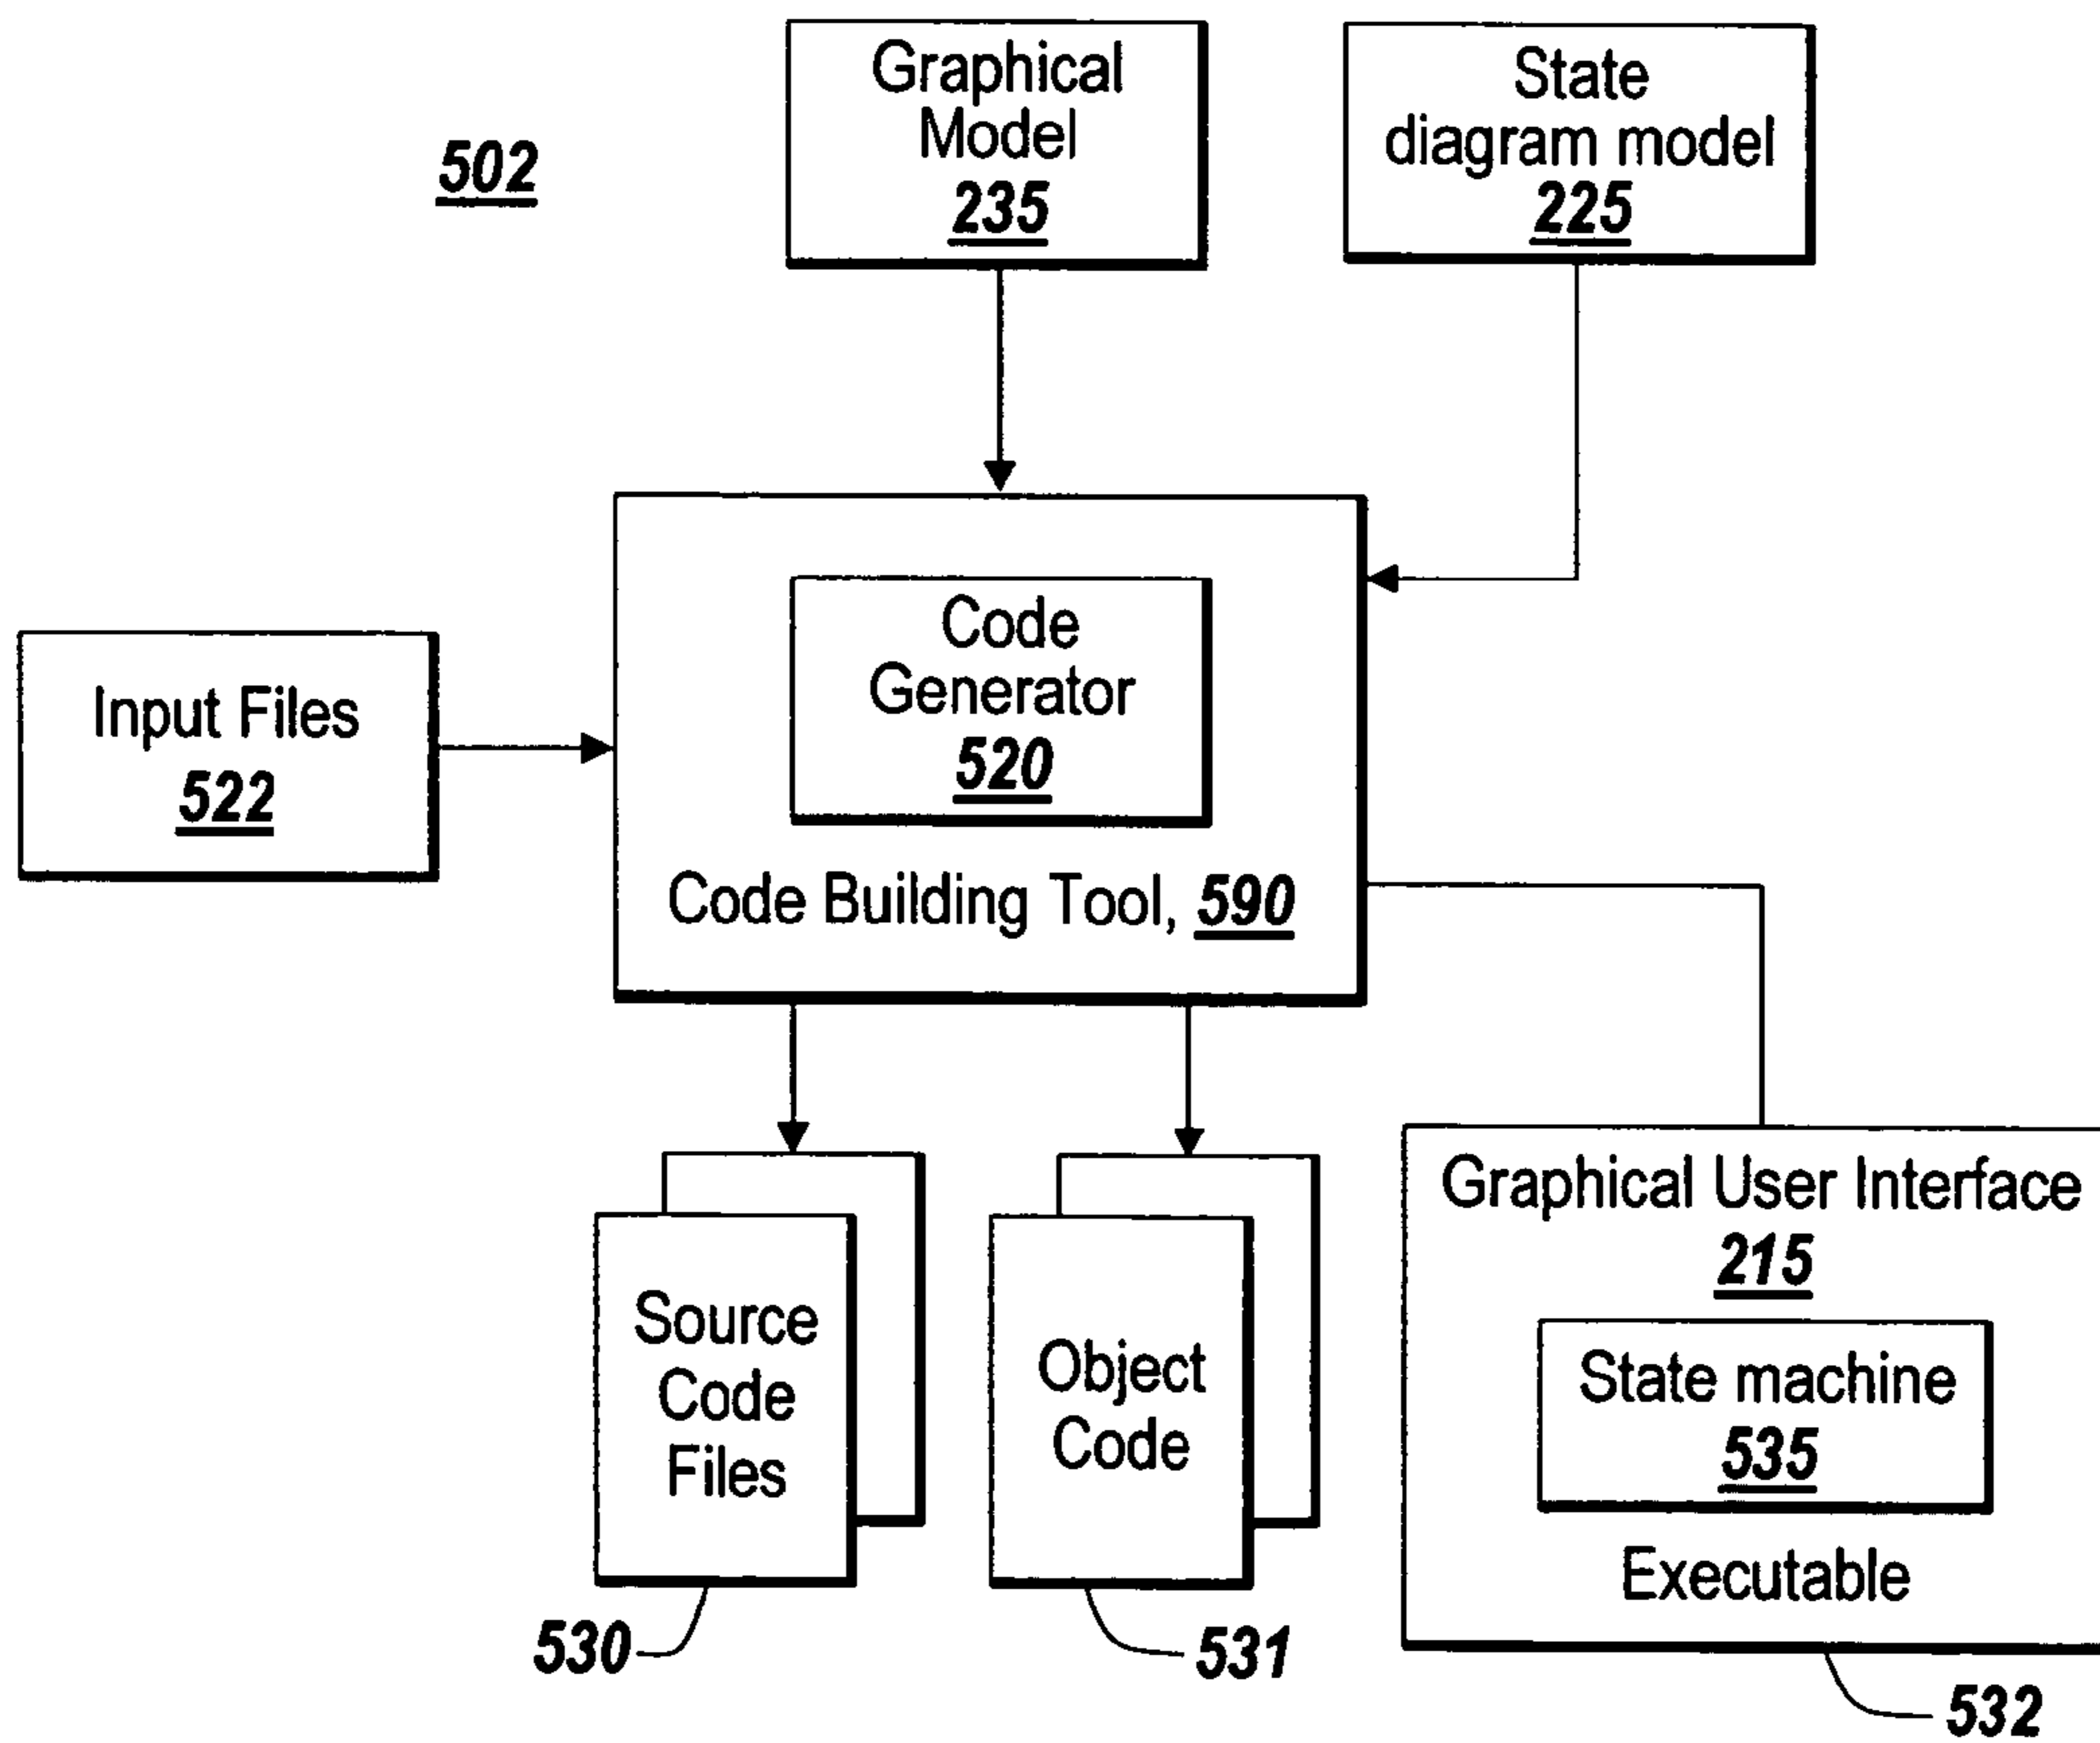 Graphical
Model
235
State
diagram model
225
502
Code
Generator
520
Code Building Tool, 590
Input Files
522
Source
Code
Files
530
Object
Code
531
Graphical User Interface
215
State machine
535
Executable
532